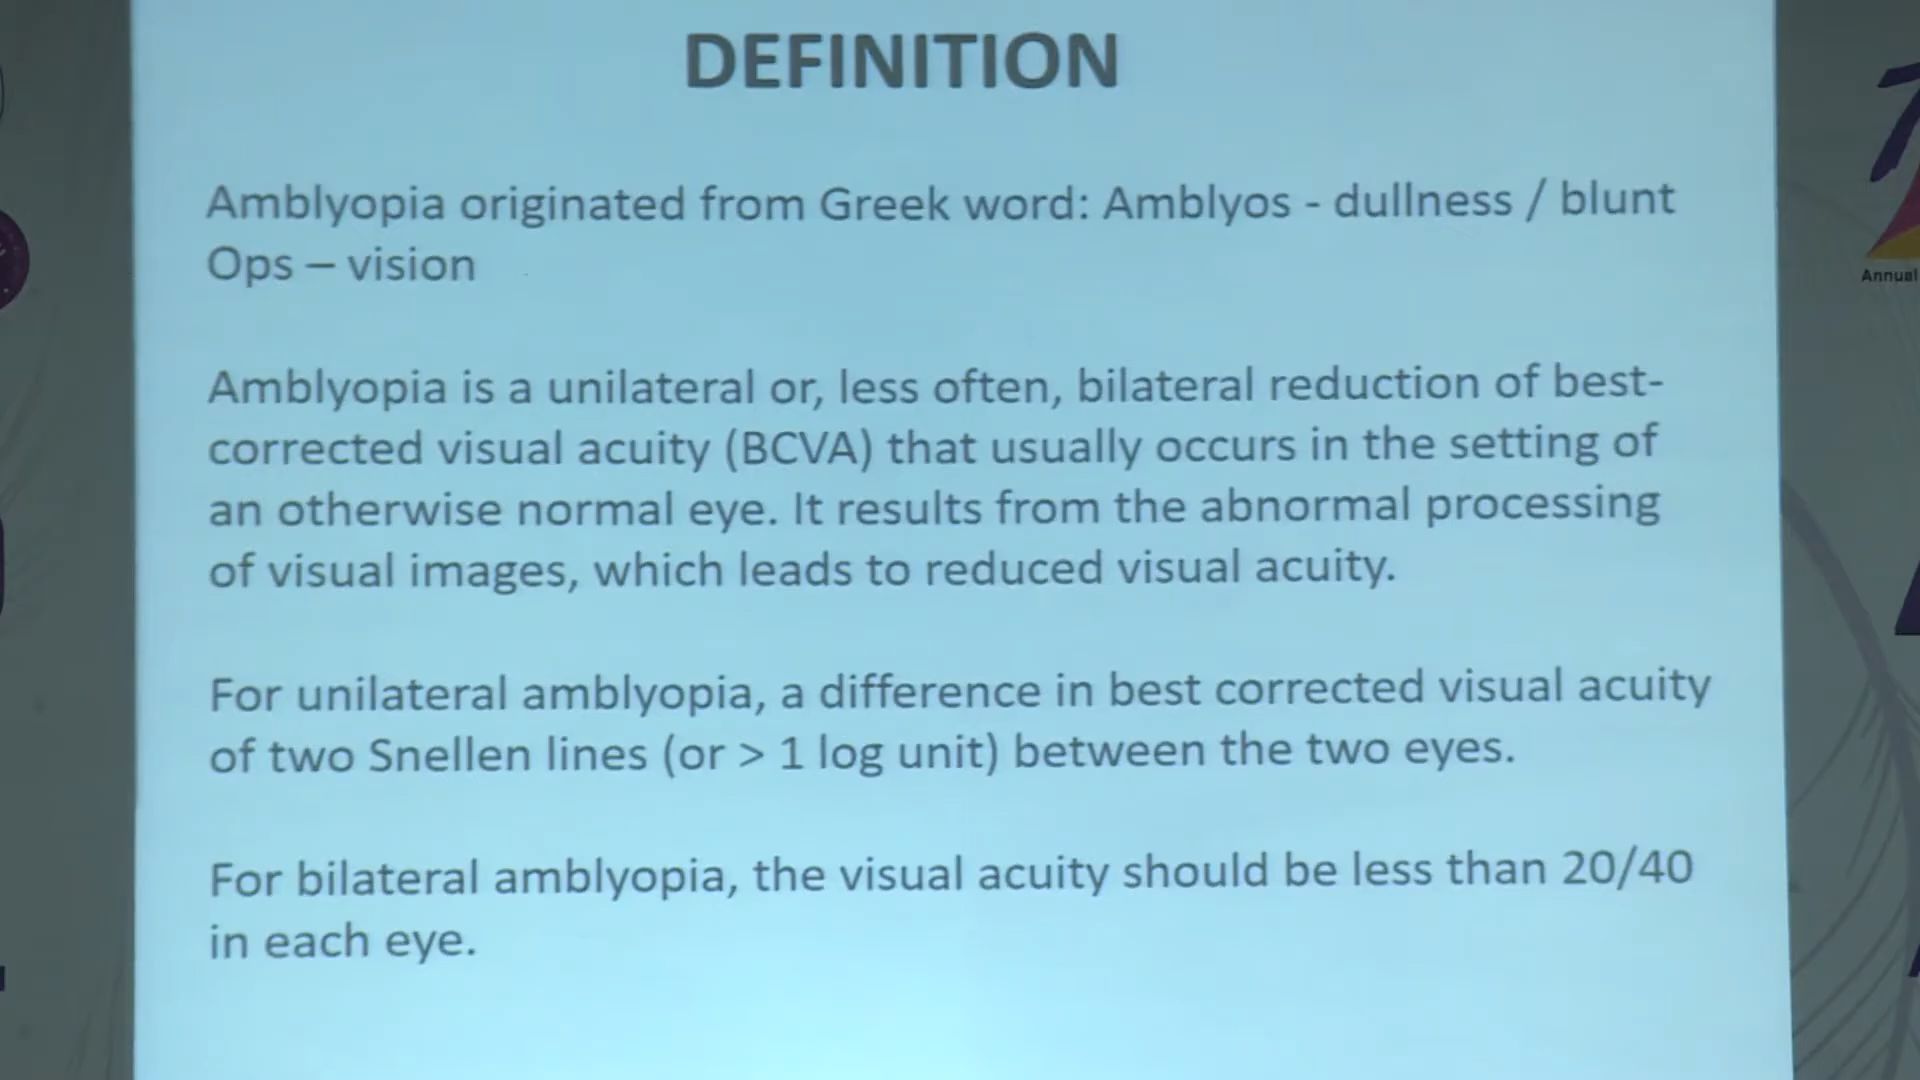 DEFINITION
Amblyopia originated from Greek word: Amblyos - dullness / blunt
Ops – vision
Amblyopia is a unilateral or, less often, bilateral reduction of best-
corrected visual acuity (BCVA) that usually occurs in the setting of
an otherwise normal eye. It results from the abnormal processing
of visual images, which leads to reduced visual acuity.
For unilateral amblyopia, a difference in best corrected visual acuity
of two Snellen lines (or > 1 log unit) between the two eyes.
For bilateral amblyopia, the visual acuity should be less than 20/40
in each eye.
Annual